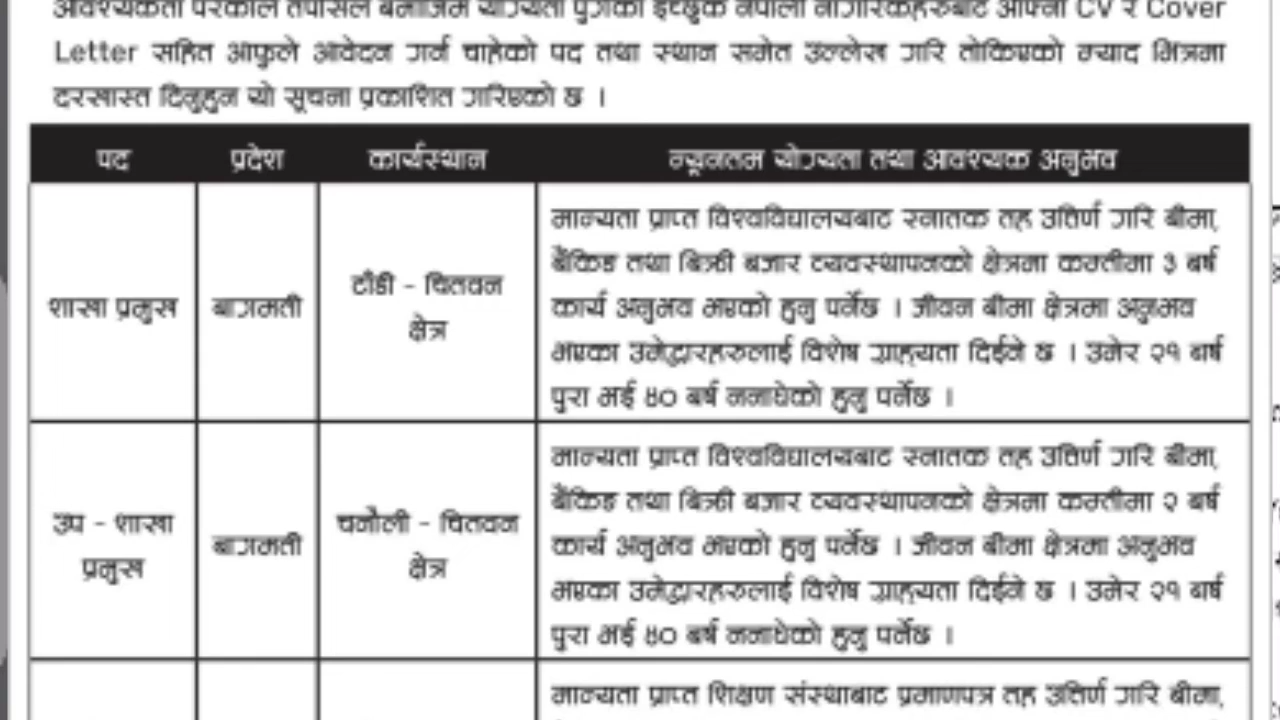 आवश्यकता परेकाले तपसिल बमोजिम योग्यता पुगेका इच्छुक नेपाली नागरिकहरुबाट आफ्नो CV र Cover
Letter सहित आफुले आवेदन गर्न चाहेको पद तथा स्थान समेत उल्लेख गरि तोकिएको म्याद भित्रमा
दरखास्त दिनुहुन यो सूचना प्रकाशित गरिएको छ ।
पद प्रदेश कार्यस्थान न्यूनतम योग्यता तथा आवश्यक अनुभव
शाखा प्रमुख
बागमती
टाँडी - चितवन
क्षेत्र
मान्यता प्राप्त विश्वविद्यालयबाट स्नातक तह उत्तिर्ण गरि बीमा,
बैंकिङ तथा बिक्री बजार व्यवस्थापनको क्षेत्रमा कम्तीमा ३ बर्ष
कार्य अनुभव भएको हुनु पर्नेछ । जीवन बीमा क्षेत्रमा अनुभव
भएका उमेद्वारहरुलाई विशेष ग्राह्यता दिईने छ । उमेर २१ बर्ष
पुरा भई ४० बर्ष ननाघेको हुनु पर्नेछ ।
उप - शाखा
प्रमुख
बागमती
चनौली - चितवन
क्षेत्र
मान्यता प्राप्त विश्वविद्यालयबाट स्नातक तह उत्तिर्ण गरि बीमा,
बैंकिङ तथा बिक्री बजार व्यवस्थापनको क्षेत्रमा कम्तीमा २ बर्ष
कार्य अनुभव भएको हुनु पर्नेछ । जीवन बीमा क्षेत्रमा अनुभव
भएका उमेद्वारहरुलाई विशेष ग्राह्यता दिईने छ । उमेर २१ बर्ष
पुरा भई ४० बर्ष ननाघेको हुनु पर्नेछ ।
मान्यता प्राप्त शिक्षण संस्थाबाट प्रमाणपत्र तह उत्तिर्ण गरि बीमा,